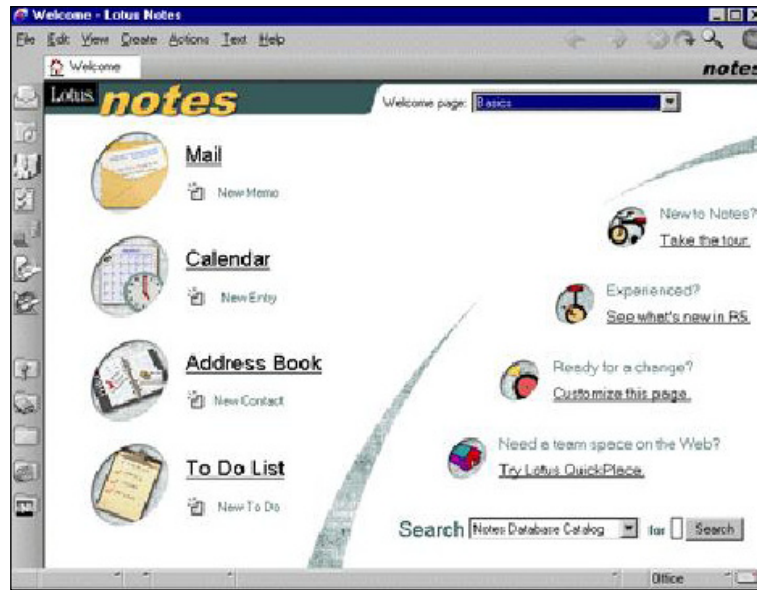 Welcome - Lotus Notes
File Edit View Create Actions Text Help
Welcome
notes
Lotus notes
Welcome page: Basics
Mail
New Memo
Calendar
New Entry
Address Book
New Contact
To Do List
New To Do
New to Notes?
Take the tour.
Experienced?
See what's new in R5.
Ready for a change?
Customize this page.
Need a team space on the Web?
Try Lotus QuickPlace.
Search Notes Database Catalog for Search
Office